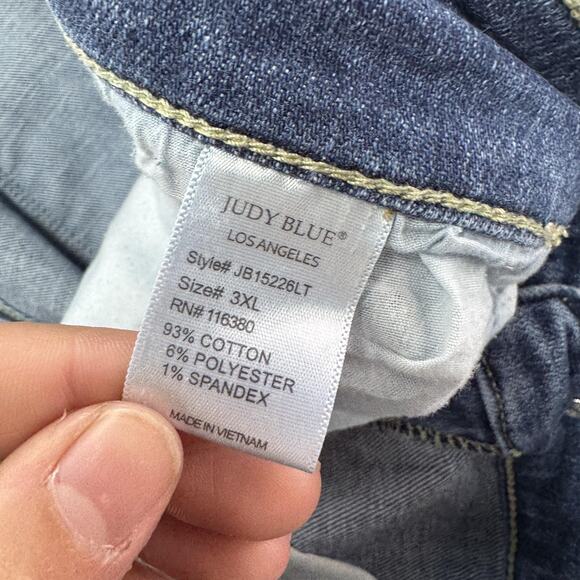 JUDY BLUE®
LOS ANGELES
Style# JB15226LT
Size# 3XL
RN# 116380
93% COTTON
6% POLYESTER
1% SPANDEX
MADE IN VIETNAM